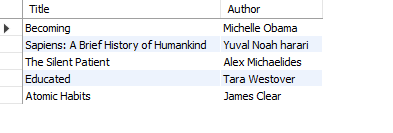 Title Author
Becoming Michelle Obama
Sapiens: A Brief History of Humankind Yuval Noah harari
The Silent Patient Alex Michaelides
Educated Tara Westover
Atomic Habits James Clear